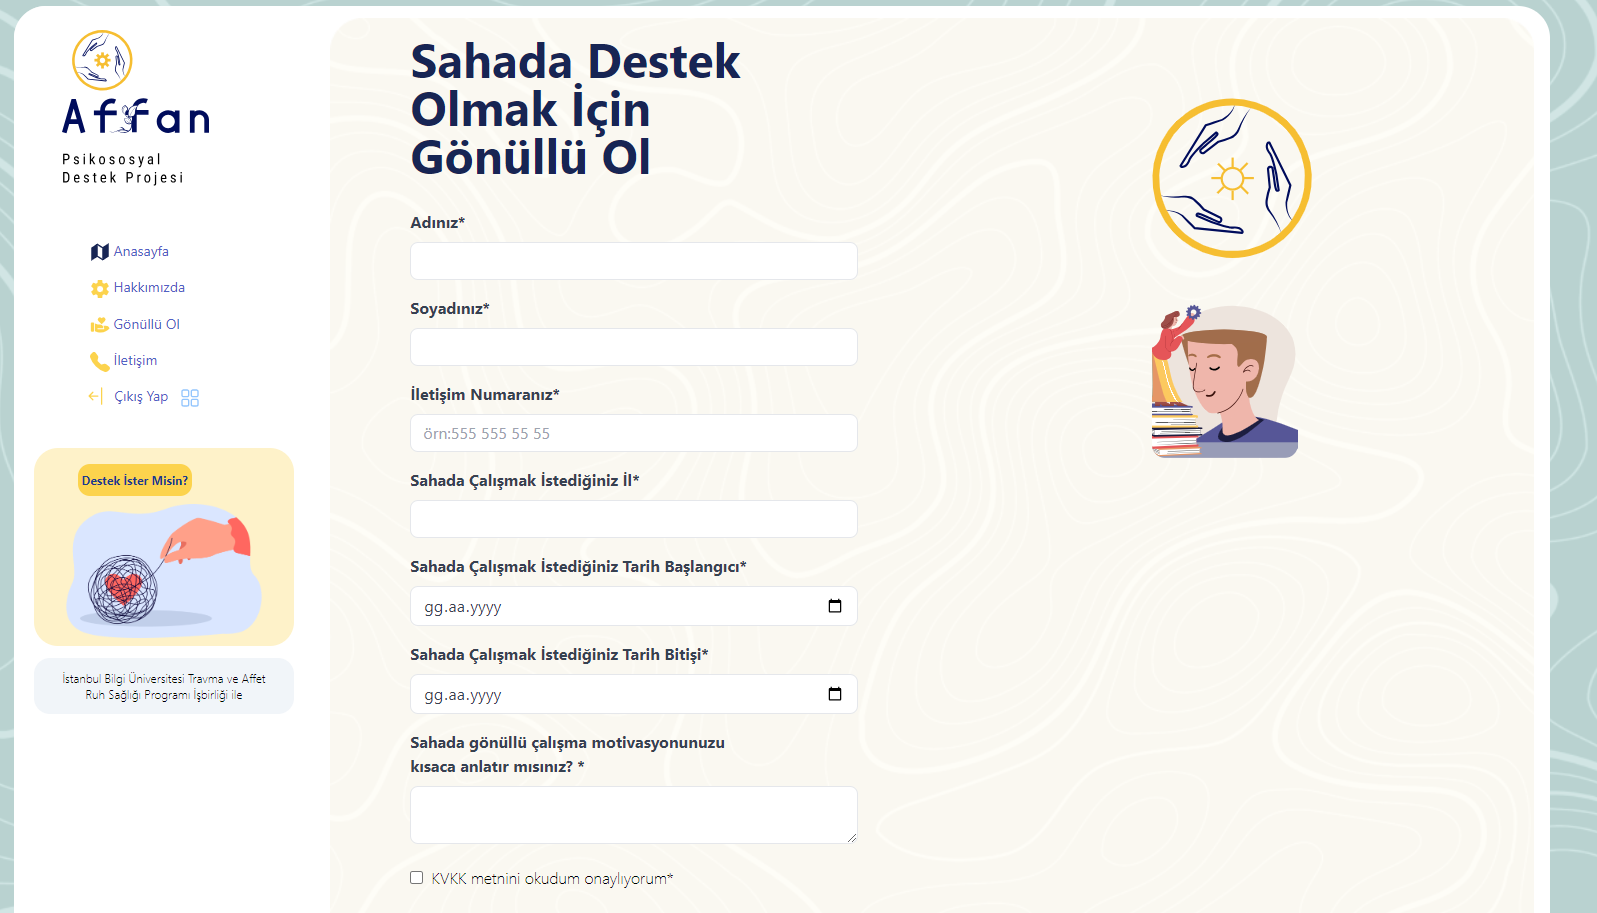 Affan
Psikososyal
Destek Projesi
Anasayfa
Hakkımızda
Gönüllü Ol
İletişim
Çıkış Yap
Destek İster Misin?
İstanbul Bilgi Üniversitesi Travma ve Affet
Ruh Sağlığı Programı İşbirliği ile
Sahada Destek
Olmak İçin
Gönüllü Ol
Adınız*
Soyadınız*
İletişim Numaranız*
örn:555 555 55 55
Sahada Çalışmak İstediğiniz İl*
Sahada Çalışmak İstediğiniz Tarih Başlangıcı*
gg.aa.yyyy
Sahada Çalışmak İstediğiniz Tarih Bitişi*
gg.aa.yyyy
Sahada gönüllü çalışma motivasyonunuzu
kısaca anlatır mısınız? *
KVKK metnini okudum onaylıyorum*